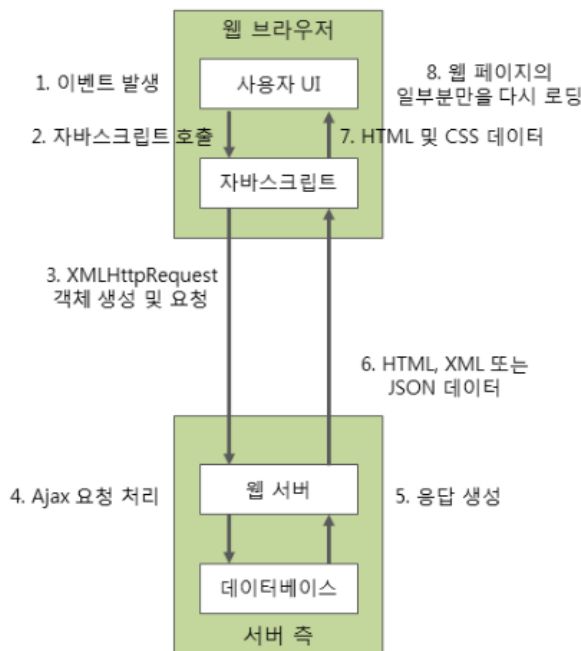 웹 브라우저
1. 이벤트 발생
사용자 UI
8. 웹 페이지의
일부분만을 다시 로딩
2. 자바스크립트 호출
7. HTML 및 CSS 데이터
자바스크립트
3. XMLHttpRequest
객체 생성 및 요청
6. HTML, XML 또는
JSON 데이터
4. Ajax 요청 처리
웹 서버
5. 응답 생성
데이터베이스
서버 측